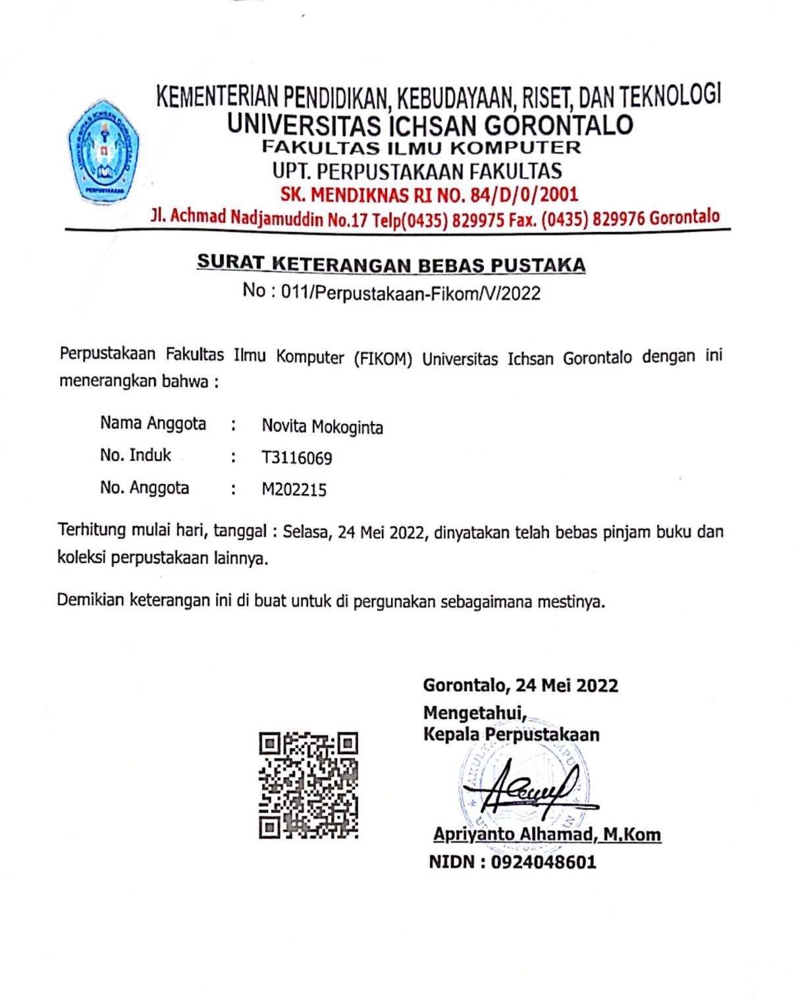 KEMENTERIAN PENDIDIKAN, KEBUDAYAAN, RISET, DAN TEKNOLOGI
UNIVERSITAS ICHSAN GORONTALO
FAKULTAS ILMU KOMPUTER
UPT. PERPUSTAKAAN FAKULTAS
SK. MENDIKNAS RI NO. 84/D/0/2001
Jl. Achmad Nadjamuddin No.17 Telp(0435) 829975 Fax. (0435) 829976 Gorontalo
UNIVERSITAS ICHSAN GORONTALO
PERPUSTAKAAN
SURAT KETERANGAN BEBAS PUSTAKA
No : 011/Perpustakaan-Fikom/V/2022
Perpustakaan Fakultas Ilmu Komputer (FIKOM) Universitas Ichsan Gorontalo dengan ini
menerangkan bahwa :
Nama Anggota : Novita Mokoginta
No. Induk : T3116069
No. Anggota : M202215
Terhitung mulai hari, tanggal : Selasa, 24 Mei 2022, dinyatakan telah bebas pinjam buku dan
koleksi perpustakaan lainnya.
Demikian keterangan ini di buat untuk di pergunakan sebagaimana mestinya.
Gorontalo, 24 Mei 2022
Mengetahui,
Kepala Perpustakaan
Apriyanto Alhamad, M.Kom
NIDN : 0924048601